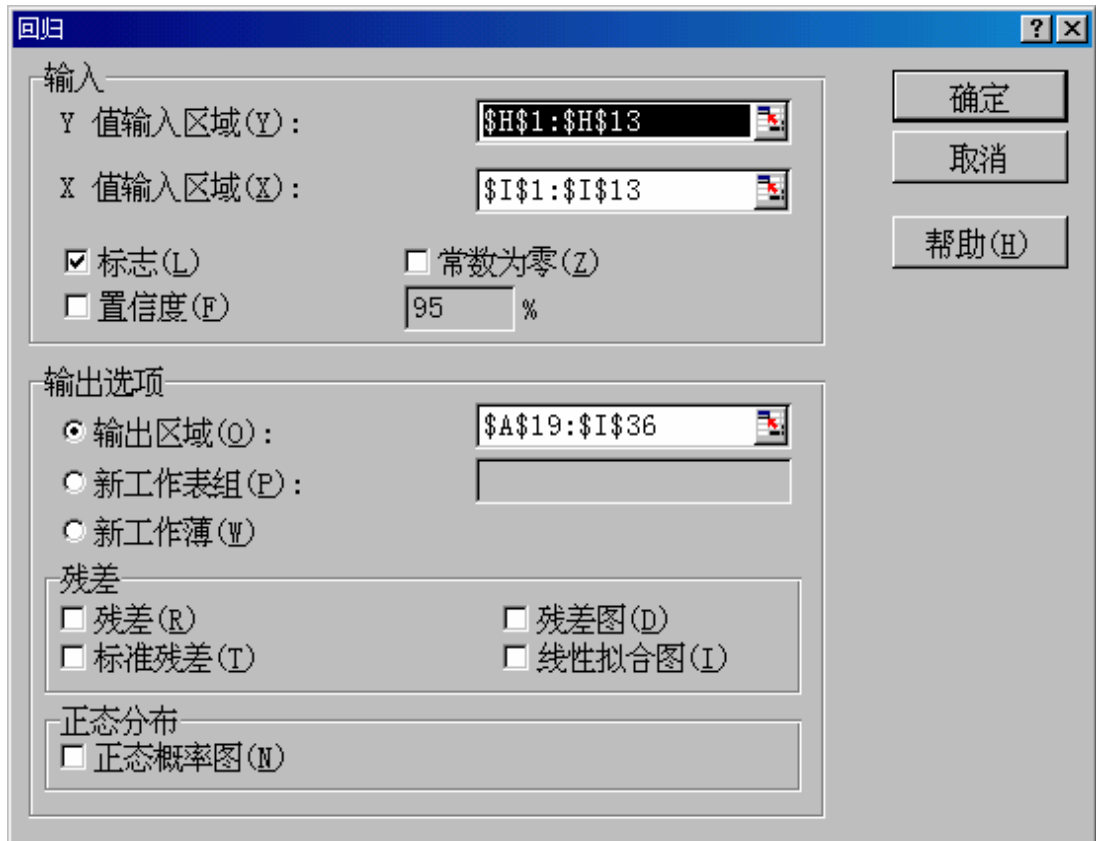 回归
输入
Y 值输入区域(Y):
$H$1:$H$13
X 值输入区域(X):
$I$1:$I$13
标志(L)
常数为零(Z)
置信度(F)
95 %
输出选项
输出区域(O):
$A$19:$I$36
新工作表组(P):
新工作薄(W)
残差
残差(R)
残差图(D)
标准残差(T)
线性拟合图(I)
正态分布
正态概率图(N)
确定
取消
帮助(H)